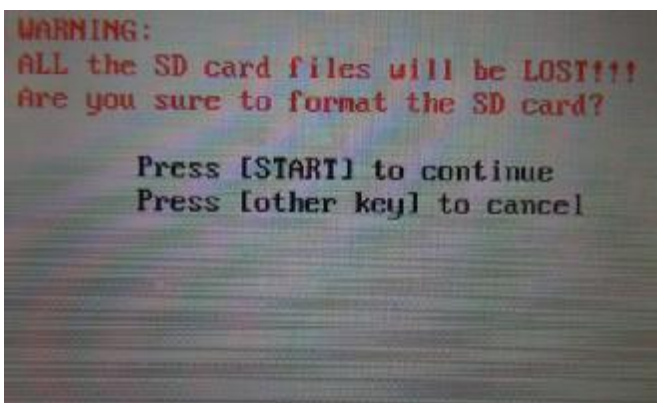 WARNING:
ALL the SD card files will be LOST!!!
Are you sure to format the SD card?
Press [START] to continue
Press [other key] to cancel